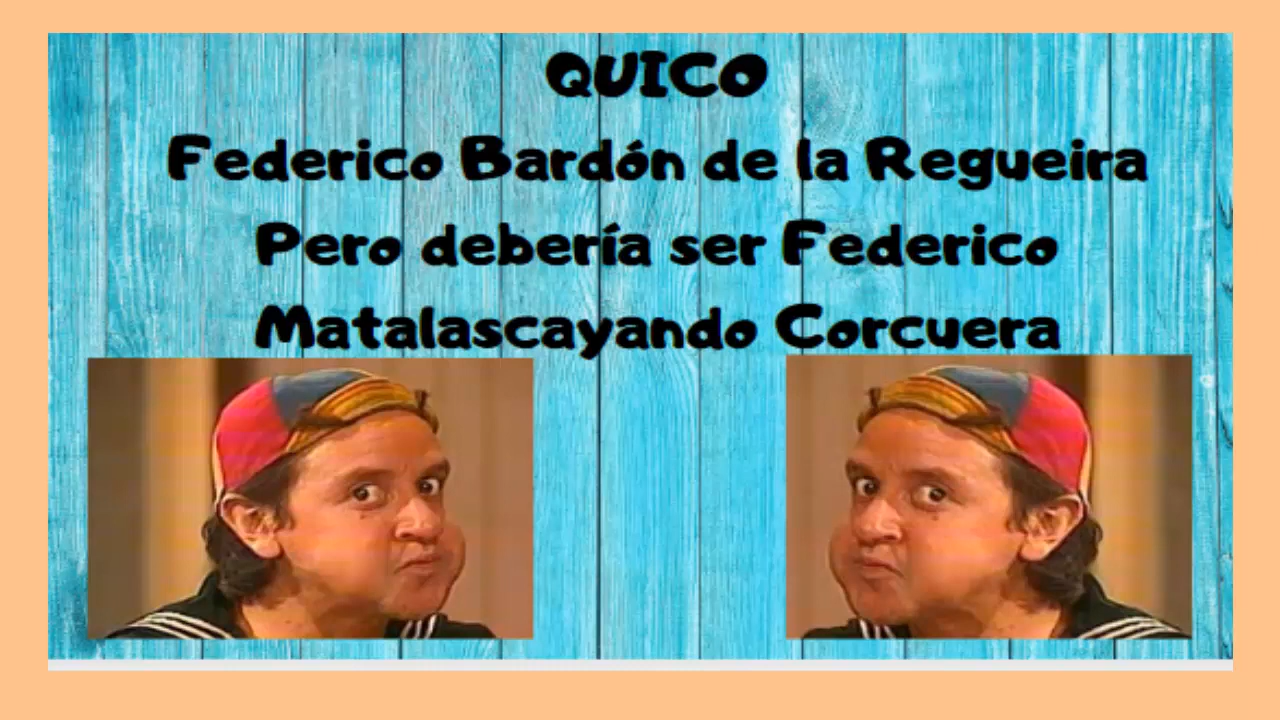 QUICO
Federico Bardón de la Regueira
Pero debería ser Federico
Matalascayando Corcuera